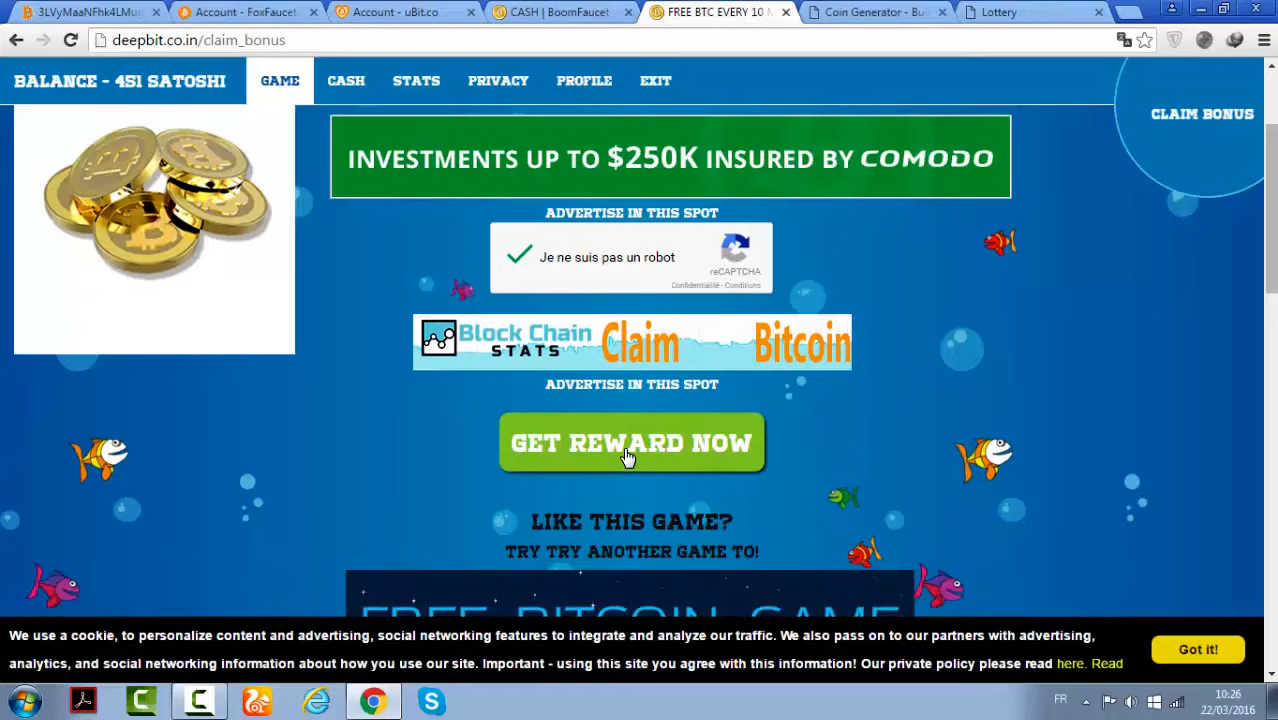 3LVyMaaNFhk4LMu
Account - FoxFaucet
Account - uBit.co
CASH | BoomFaucet
FREE BTC EVERY 10 M
Coin Generator - Bu
Lottery
deepbit.co.in/claim_bonus
BALANCE - 451 SATOSHI
GAME
CASH
STATS
PRIVACY
PROFILE
EXIT
CLAIM BONUS
INVESTMENTS UP TO $250K INSURED BY COMODO
ADVERTISE IN THIS SPOT
Je ne suis pas un robot
reCAPTCHA
Confidentialité - Conditions
Block Chain
STATS
Claim
Bitcoin
ADVERTISE IN THIS SPOT
GET REWARD NOW
LIKE THIS GAME?
TRY TRY ANOTHER GAME TO!
FREE BITCOIN GAME
We use a cookie, to personalize content and advertising, social networking features to integrate and analyze our traffic. We also pass on to our partners with advertising,
analytics, and social networking information about how you use our site. Important - using this site you agree with this information! Our private policy please read here. Read
Got it!
FR
10:26
22/03/2016